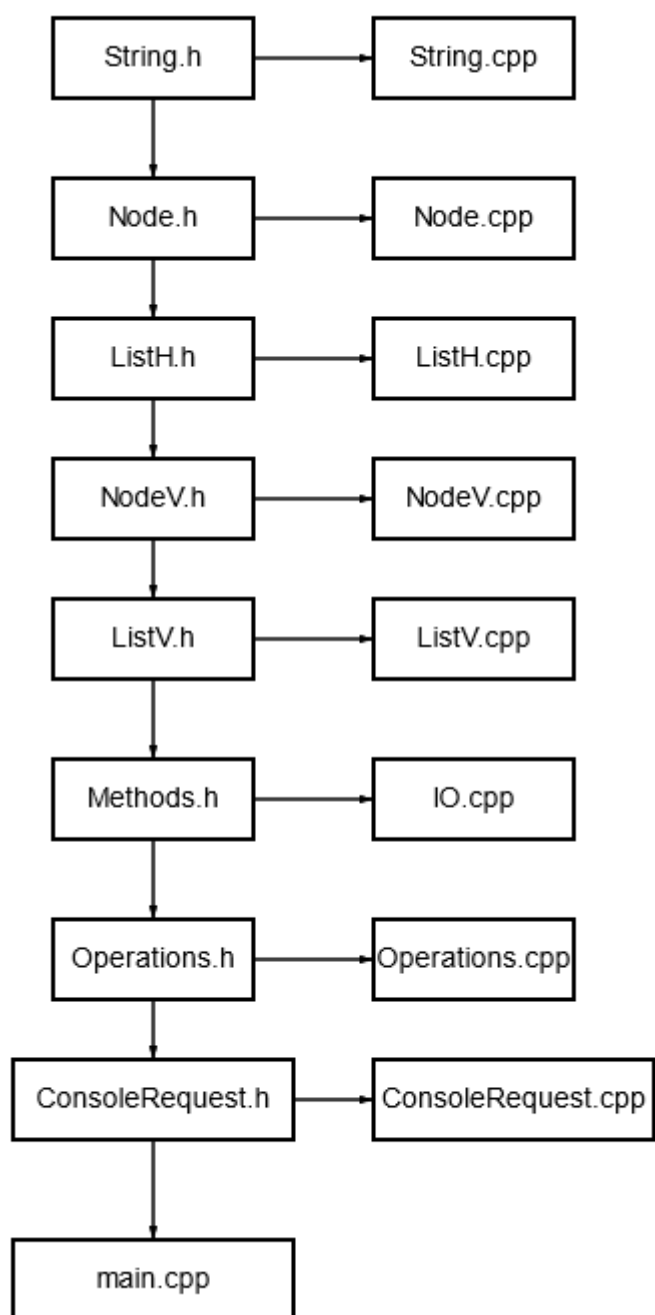 String.h
String.cpp
Node.h
Node.cpp
ListH.h
ListH.cpp
NodeV.h
NodeV.cpp
ListV.h
ListV.cpp
Methods.h
IO.cpp
Operations.h
Operations.cpp
ConsoleRequest.h
ConsoleRequest.cpp
main.cpp